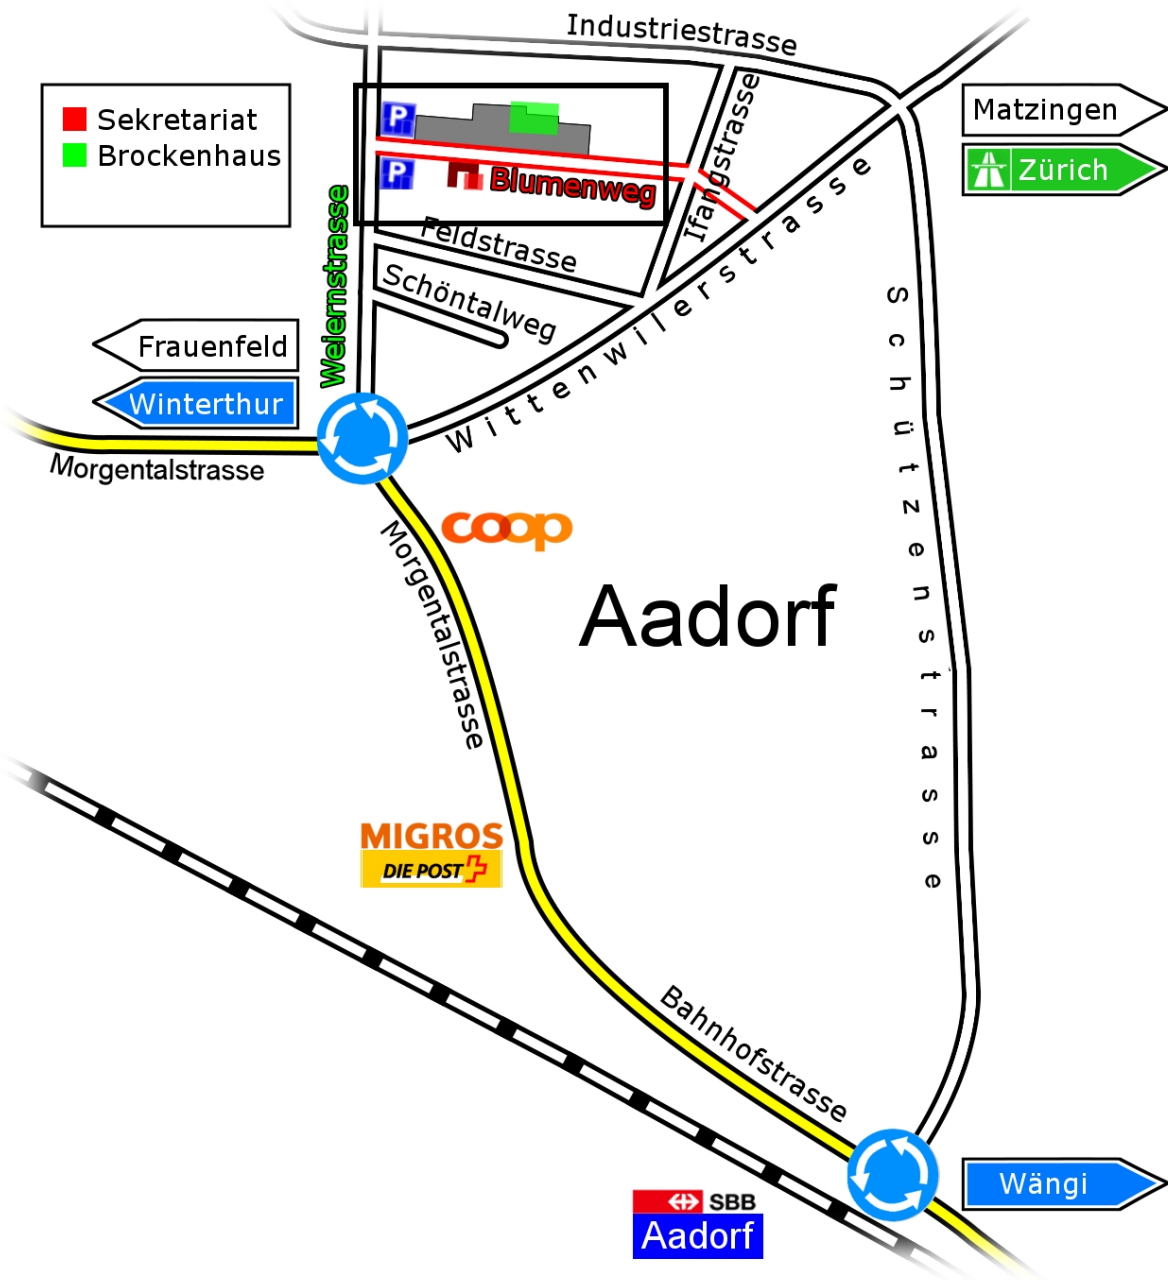 Industriestrasse
Sekretariat
Brockenhaus
P
P
Blumenweg
Ifangstrasse
Matzingen
Zürich
Weiernstrasse
Feldstrasse
Schöntalweg
Wittenwilerstrasse
Schützenstrasse
Frauenfeld
Winterthur
Morgentalstrasse
coop
Morgentalstrasse
Aadorf
MIGROS
DIE POST
Bahnhofstrasse
Wängi
SBB
Aadorf